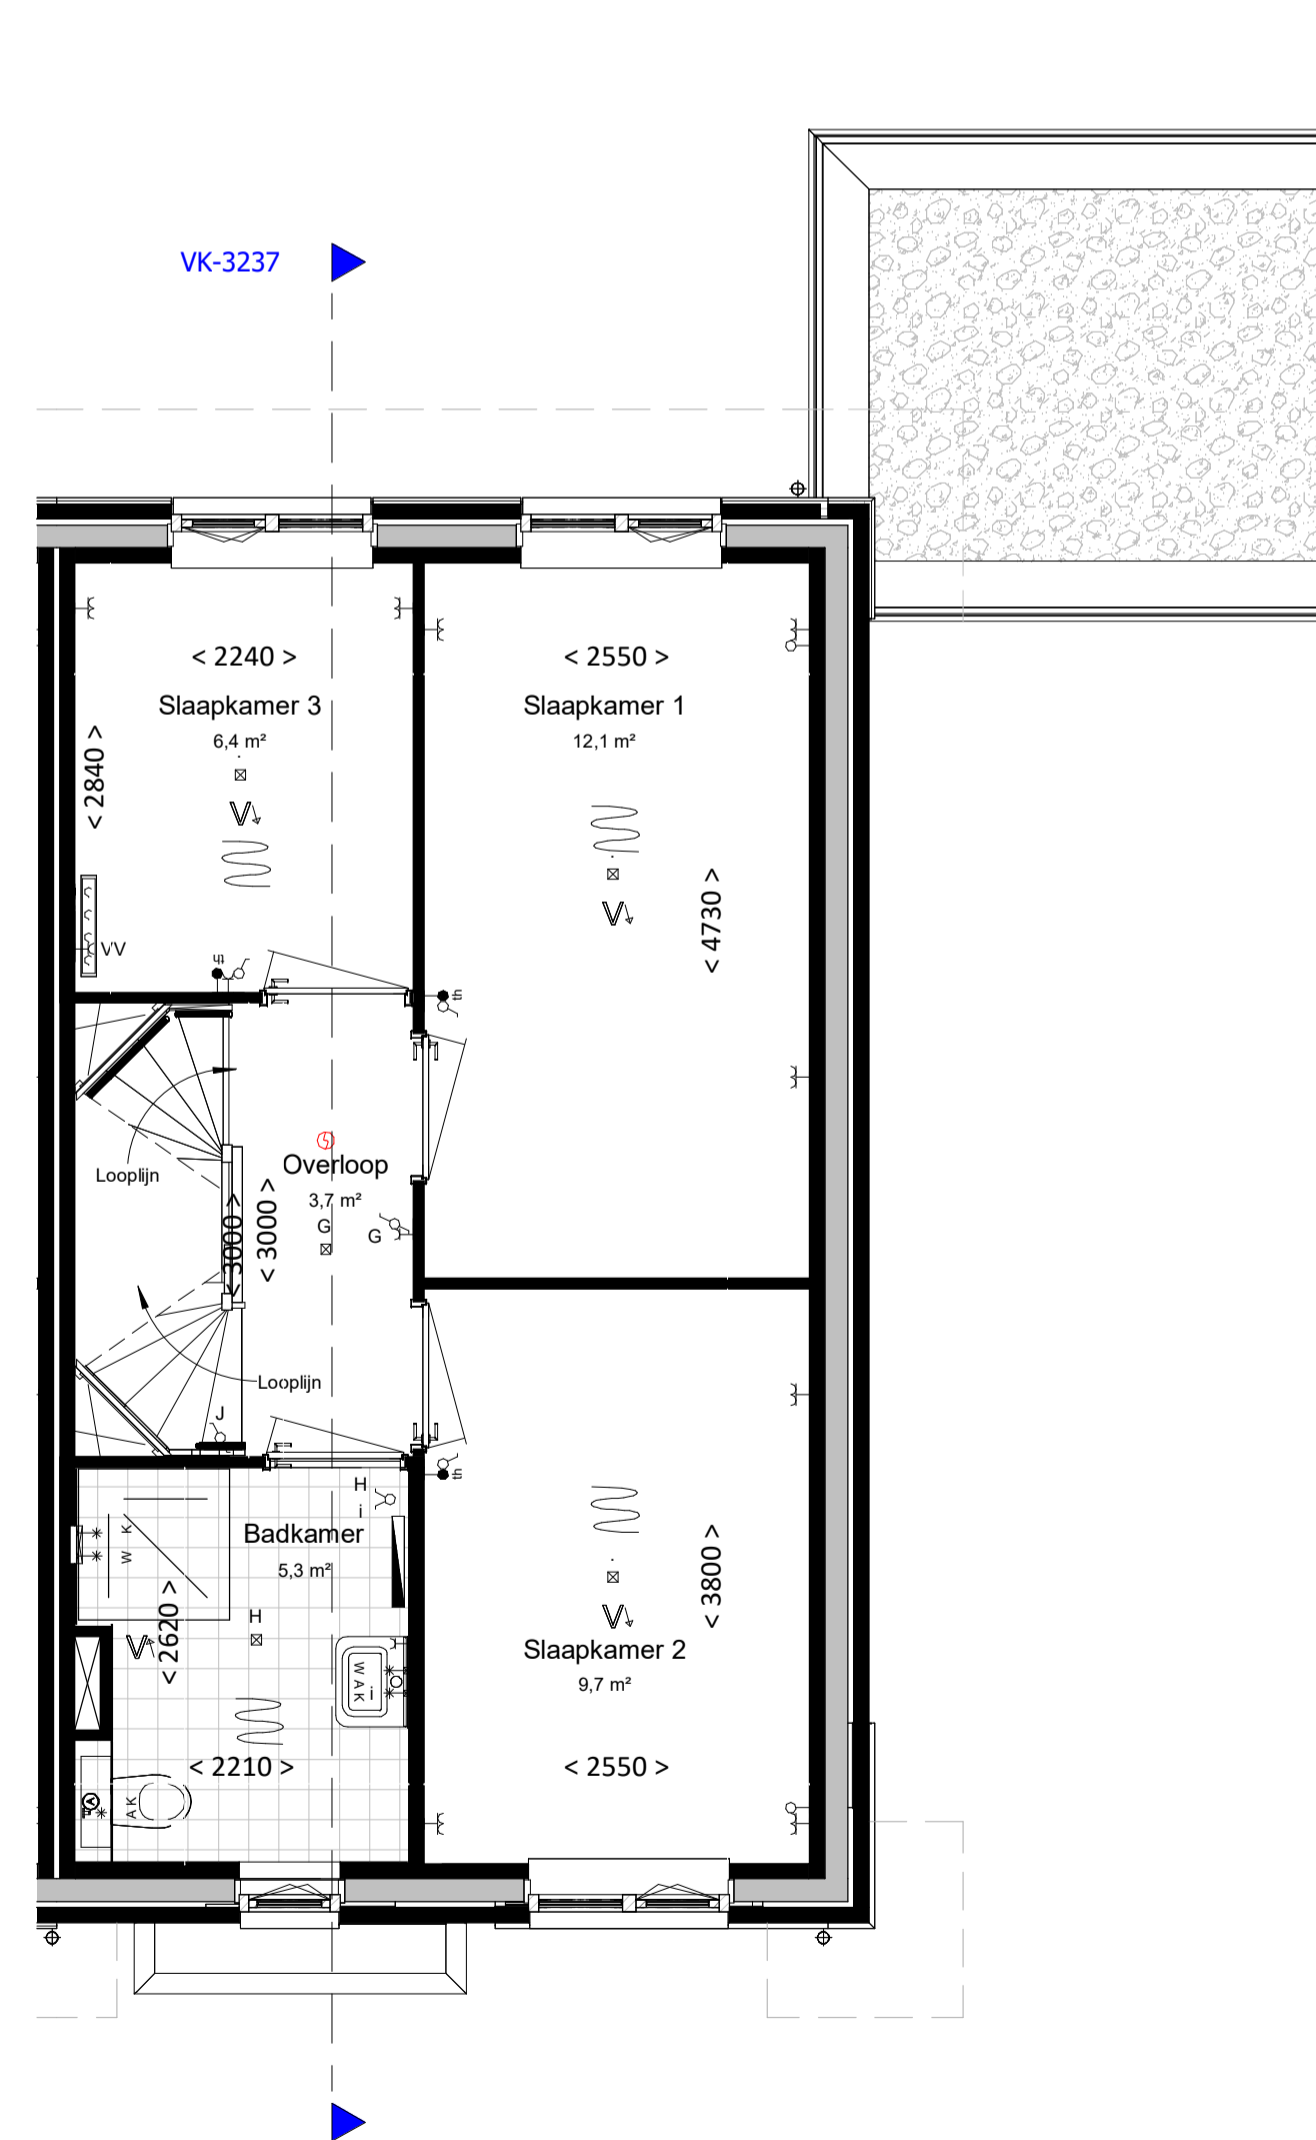 VK-3237
< 2240 >
< 2550 >
Slaapkamer 3
6,4 m²
Slaapkamer 1
12,1 m²
< 2840 >
V
V
< 4730 >
VV
th
th
Looplijn
Overloop
3,7 m²
G
G
< 3000 >
< 3000 >
Looplijn
J
th
H
i
Badkamer
5,3 m²
W K
< 2620 >
V
H
< 3800 >
V
Slaapkamer 2
9,7 m²
W A K
i
< 2210 >
< 2550 >
A K